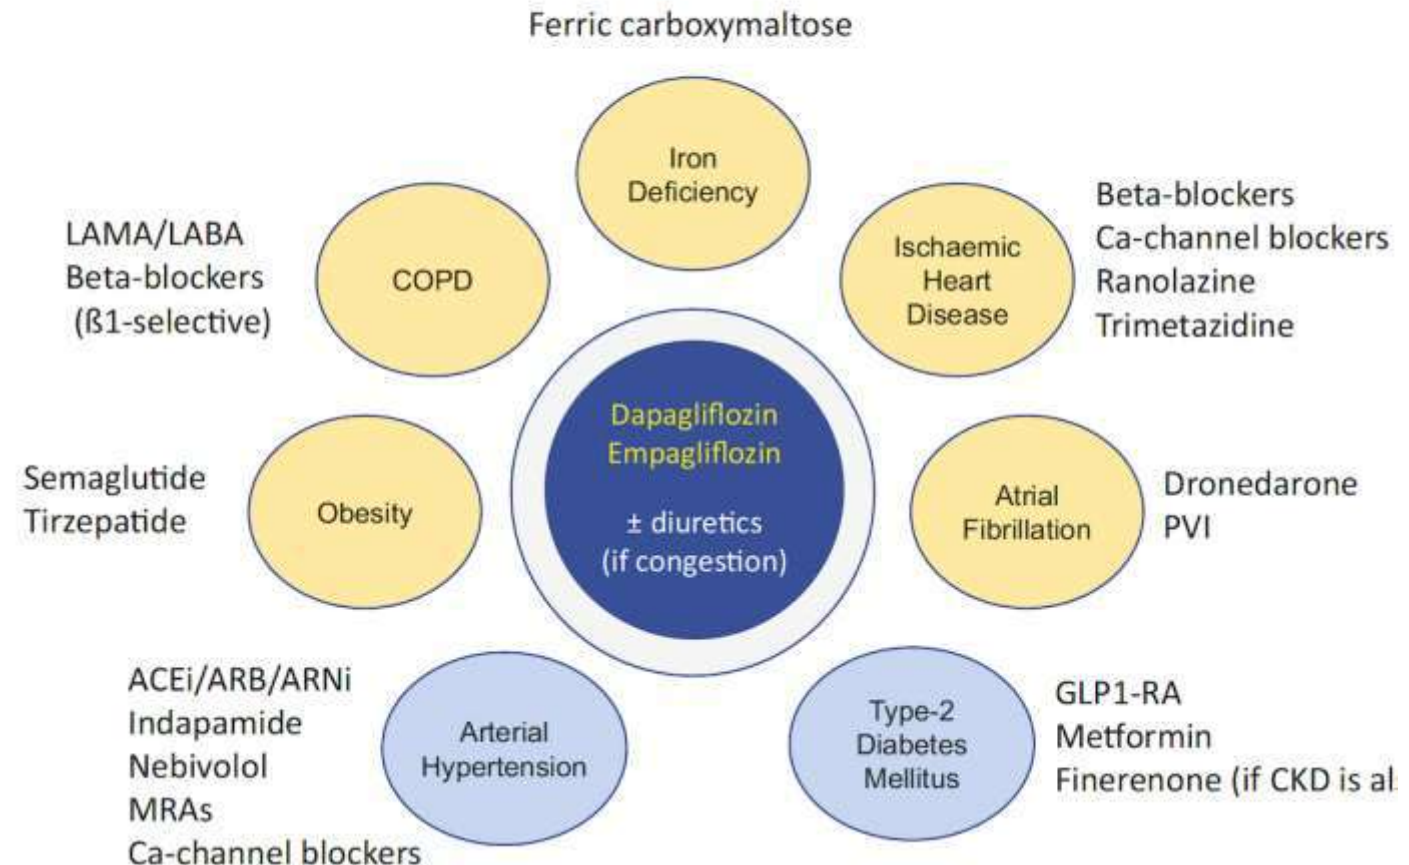 Ferric carboxymaltose
Iron
Deficiency
LAMA/LABA
Beta-blockers
(ß1-selective)
COPD
Ischaemic
Heart
Disease
Beta-blockers
Ca-channel blockers
Ranolazine
Trimetazidine
Dapagliflozin
Empagliflozin
± diuretics
(if congestion)
Semaglutide
Tirzepatide
Obesity
Atrial
Fibrillation
Dronedarone
PVI
ACEi/ARB/ARNi
Indapamide
Nebivolol
MRAs
Ca-channel blockers
Arterial
Hypertension
Type-2
Diabetes
Mellitus
GLP1-RA
Metformin
Finerenone (if CKD is al